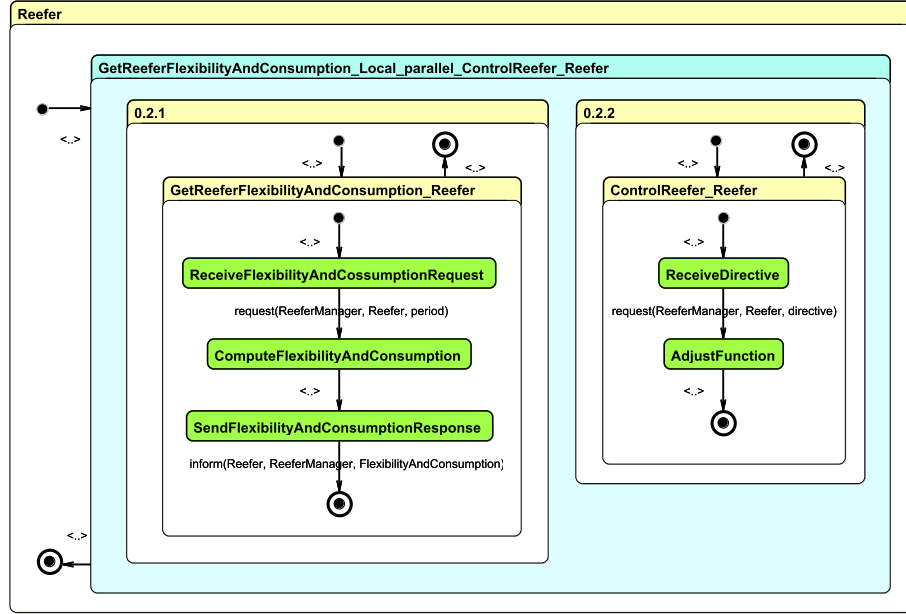 Reefer
GetReeferFlexibilityAndConsumption_Local_parallel_ControlReefer_Reefer
<..>
0.2.1
<..>
<..>
GetReeferFlexibilityAndConsumption_Reefer
<..>
ReceiveFlexibilityAndCossumptionRequest
request(ReeferManager, Reefer, period)
ComputeFlexibilityAndConsumption
<..>
SendFlexibilityAndConsumptionResponse
inform(Reefer, ReeferManager, FlexibilityAndConsumption)
0.2.2
<..>
<..>
ControlReefer_Reefer
<..>
ReceiveDirective
request(ReeferManager, Reefer, directive)
AdjustFunction
<..>
<..>